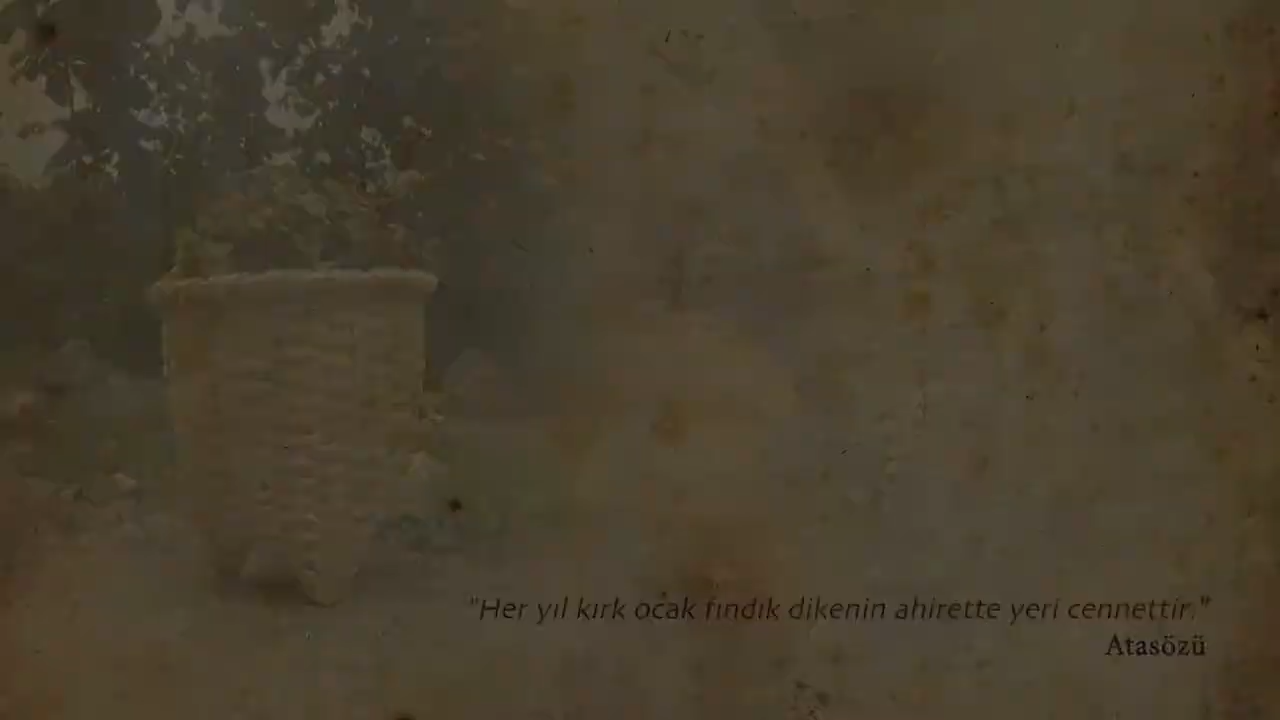 "Her yıl kırk ocak fındık dikenin ahirette yeri cennettir."
Atasözü